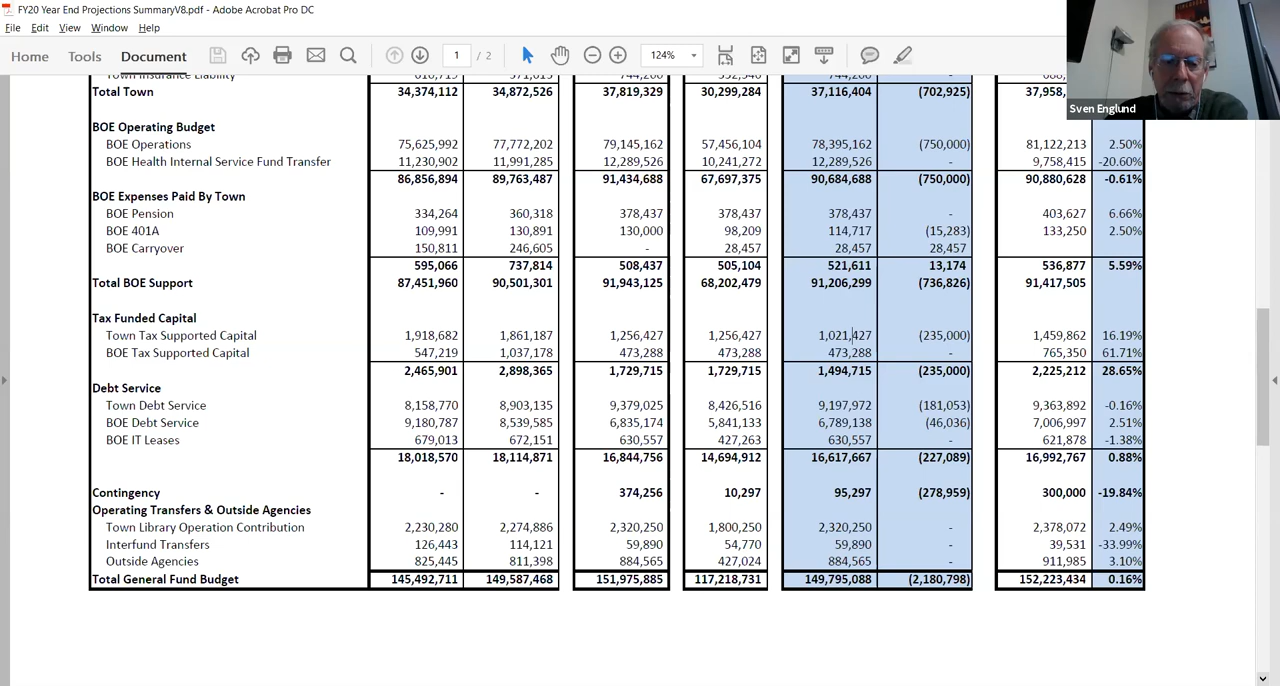 FY20 Year End Projections SummaryV8.pdf - Adobe Acrobat Pro DC
File Edit View Window Help
Home Tools Document 1 / 2 124%
Sven Englund
Town Insurance Liability
Total Town 34,374,112 34,872,526 37,819,329 30,299,284 37,116,404 (702,925) 37,958,
BOE Operating Budget
BOE Operations 75,625,992 77,772,202 79,145,162 57,456,104 78,395,162 (750,000) 81,122,213 2.50%
BOE Health Internal Service Fund Transfer 11,230,902 11,991,285 12,289,526 10,241,272 12,289,526 - 9,758,415 -20.60%
86,856,894 89,763,487 91,434,688 67,697,375 90,684,688 (750,000) 90,880,628 -0.61%
BOE Expenses Paid By Town
BOE Pension 334,264 360,318 378,437 378,437 378,437 - 403,627 6.66%
BOE 401A 109,991 130,891 130,000 98,209 114,717 (15,283) 133,250 2.50%
BOE Carryover 150,811 246,605 - 28,457 28,457 28,457
595,066 737,814 508,437 505,104 521,611 13,174 536,877 5.59%
Total BOE Support 87,451,960 90,501,301 91,943,125 68,202,479 91,206,299 (736,826) 91,417,505
Tax Funded Capital
Town Tax Supported Capital 1,918,682 1,861,187 1,256,427 1,256,427 1,021,427 (235,000) 1,459,862 16.19%
BOE Tax Supported Capital 547,219 1,037,178 473,288 473,288 473,288 - 765,350 61.71%
2,465,901 2,898,365 1,729,715 1,729,715 1,494,715 (235,000) 2,225,212 28.65%
Debt Service
Town Debt Service 8,158,770 8,903,135 9,379,025 8,426,516 9,197,972 (181,053) 9,363,892 -0.16%
BOE Debt Service 9,180,787 8,539,585 6,835,174 5,841,133 6,789,138 (46,036) 7,006,997 2.51%
BOE IT Leases 679,013 672,151 630,557 427,263 630,557 - 621,878 -1.38%
18,018,570 18,114,871 16,844,756 14,694,912 16,617,667 (227,089) 16,992,767 0.88%
Contingency - - 374,256 10,297 95,297 (278,959) 300,000 -19.84%
Operating Transfers & Outside Agencies
Town Library Operation Contribution 2,230,280 2,274,886 2,320,250 1,800,250 2,320,250 - 2,378,072 2.49%
Interfund Transfers 126,443 114,121 59,890 54,770 59,890 - 39,531 -33.99%
Outside Agencies 825,445 811,398 884,565 427,024 884,565 - 911,985 3.10%
Total General Fund Budget 145,492,711 149,587,468 151,975,885 117,218,731 149,795,088 (2,180,798) 152,223,434 0.16%